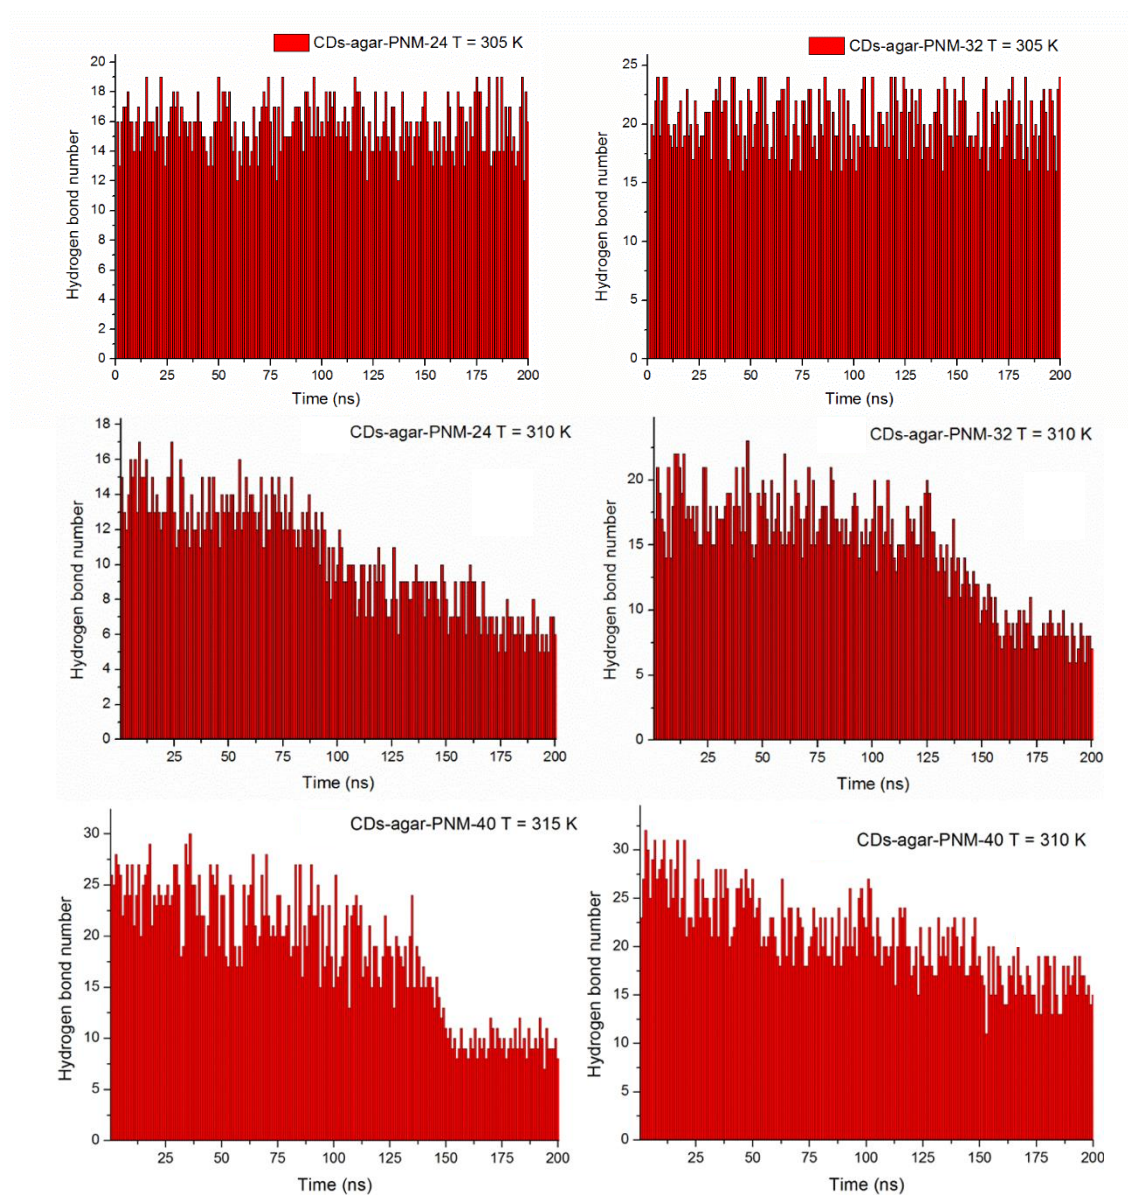 CDs-agar-PNM-24 T = 305 K
Hydrogen bond number
20
18
16
14
12
10
8
6
4
2
0
0 25 50 75 100 125 150 175 200
Time (ns)
CDs-agar-PNM-32 T = 305 K
Hydrogen bond number
25
20
15
10
5
0
0 25 50 75 100 125 150 175 200
Time (ns)
CDs-agar-PNM-24 T = 310 K
Hydrogen bond number
18
16
14
12
10
8
6
4
2
0
25 50 75 100 125 150 175 200
Time (ns)
CDs-agar-PNM-32 T = 310 K
Hydrogen bond number
20
15
10
5
0
25 50 75 100 125 150 175 200
Time (ns)
CDs-agar-PNM-40 T = 315 K
Hydrogen bond number
30
25
20
15
10
5
0
25 50 75 100 125 150 175 200
Time (ns)
CDs-agar-PNM-40 T = 310 K
Hydrogen bond number
30
25
20
15
10
5
0
25 50 75 100 125 150 175 200
Time (ns)